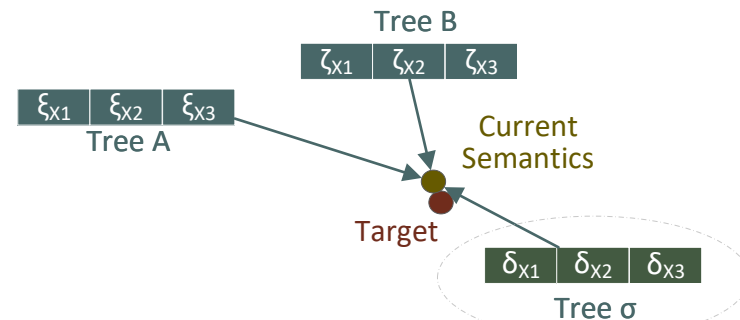 Tree B
ζX1 ζX2 ζX3
ξX1 ξX2 ξX3
Tree A
Current
Semantics
Target
δX1 δX2 δX3
Tree σ